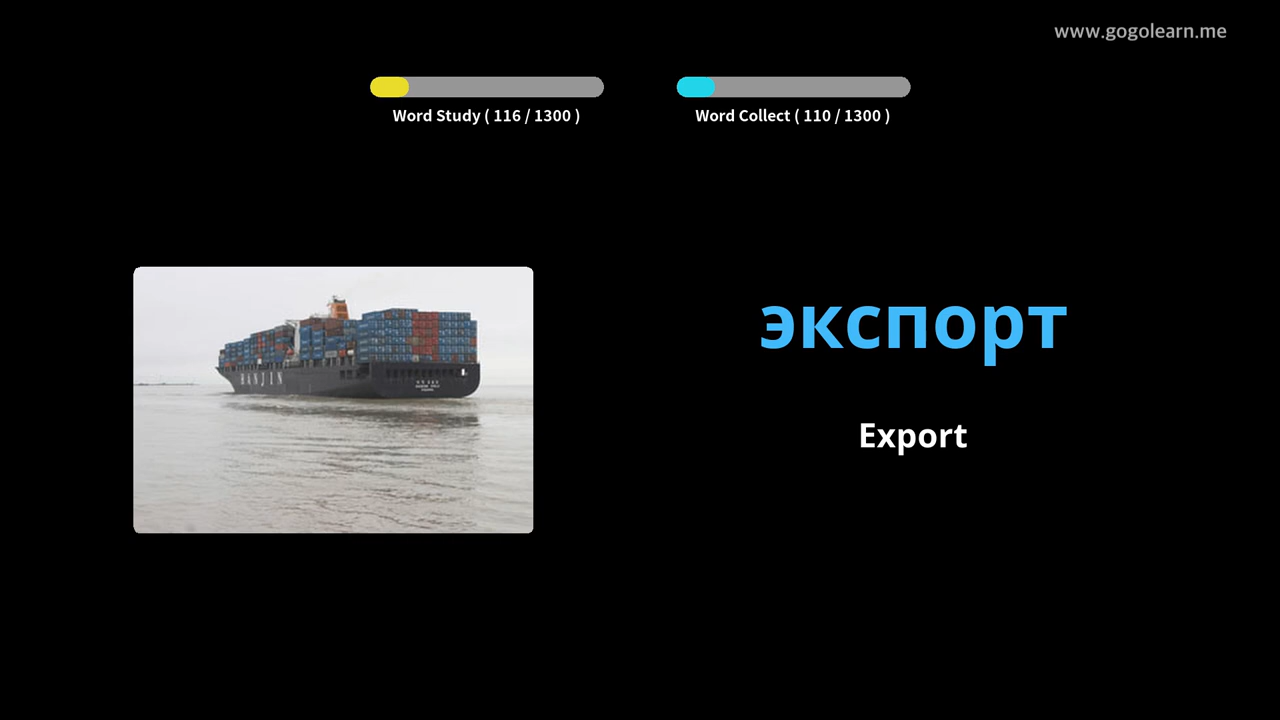 www.gogolearn.me
Word Study ( 116 / 1300 )
Word Collect ( 110 / 1300 )
HANJIN
экспорт
Export